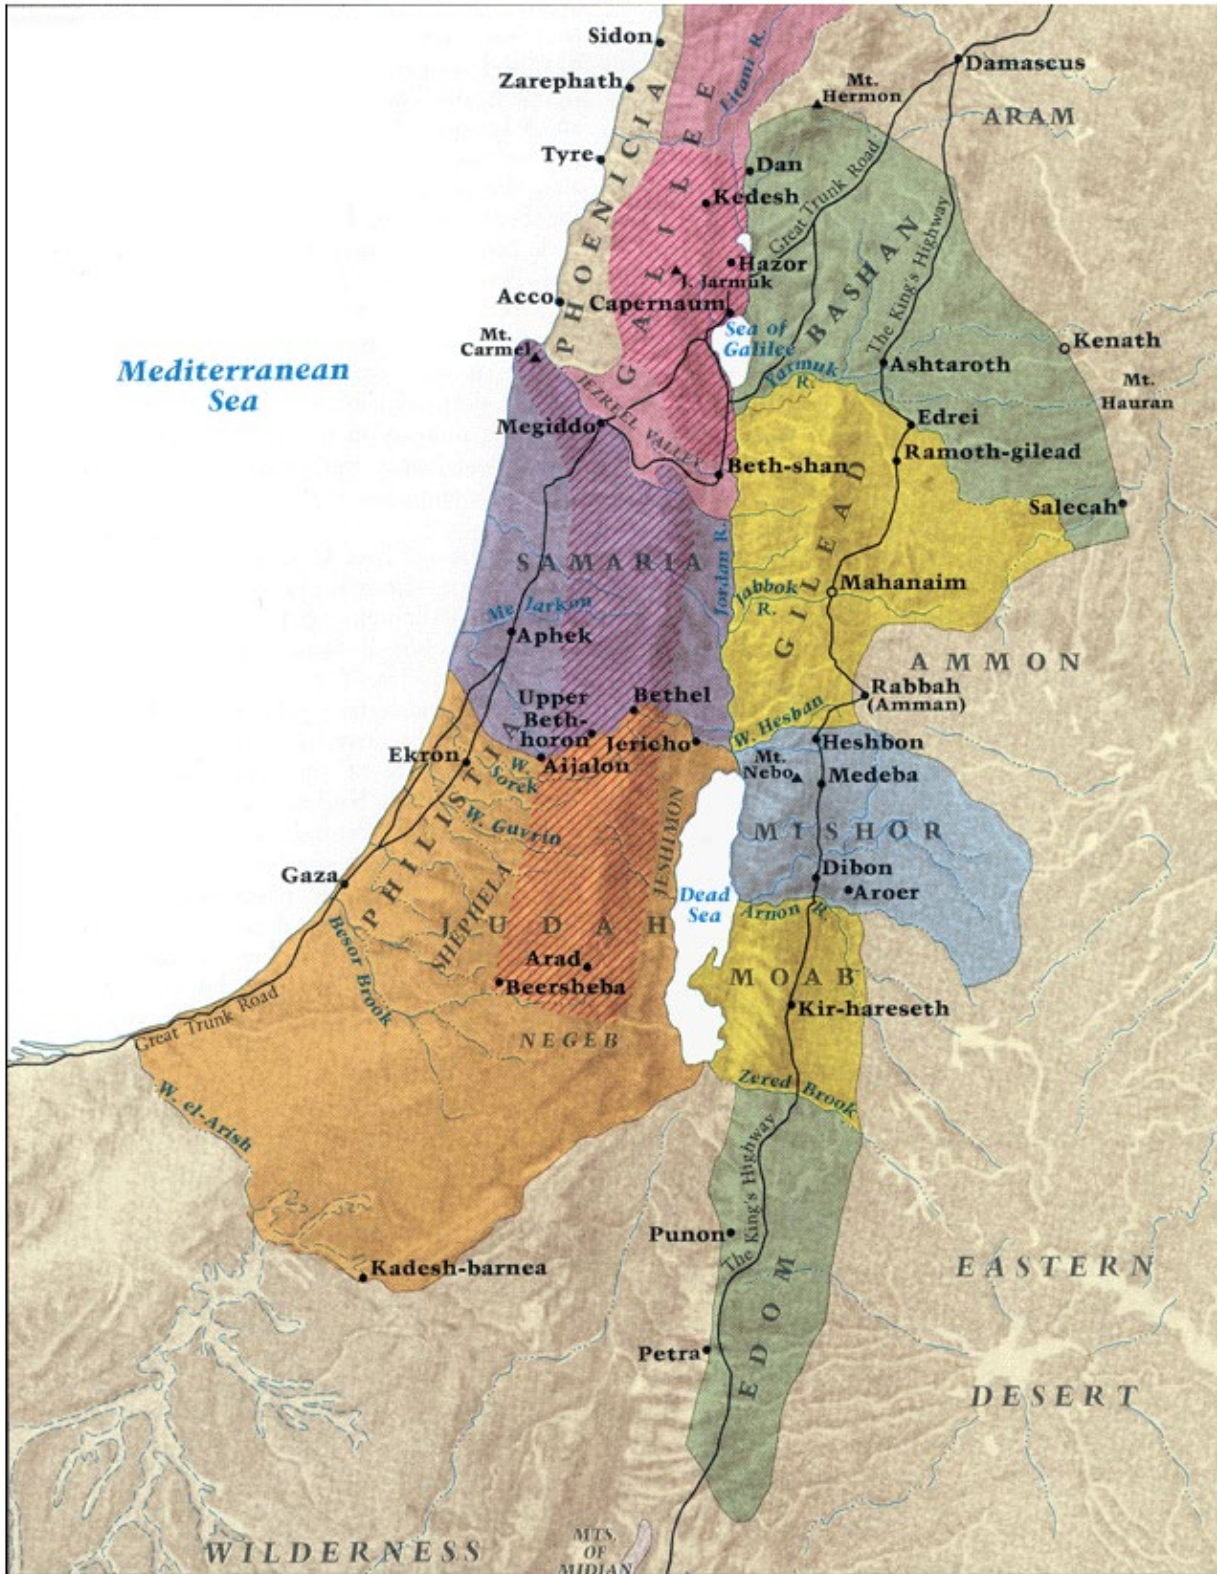 Sidon
Damascus
Litani R.
Mt.
Hermon
Zarephath
ARAM
PHOENICIA
GALILEE
Tyre
Dan
Great Trunk Road
Kedesh
BASHAN
The King's Highway
Hazor
J. Jarmuk
Acco
Capernaum
Mt.
Carmel
Sea of
Galilee
Kenath
Mediterranean
Sea
Yarmuk
R.
Ashtaroth
Mt.
Hauran
JEZREEL VALLEY
Megiddo
Edrei
Ramoth-gilead
Beth-shan
GILEAD
Salecah
SAMARIA
Jordan R.
Jabbok
R.
Mahanaim
Me Jarkon
Aphek
AMMON
Upper
Beth-
horon
Bethel
Rabbah
(Amman)
W. Hesban
Jericho
Heshbon
Ekron
Aijalon
W.
Sorek
Mt.
Nebo
Medeba
PHILISTIA
W. Guvrin
JESHIMON
MISHOR
Gaza
Dibon
Aroer
Dead
Sea
SHEPHELA
JUDAH
Arnon R.
Besor Brook
Arad
Beersheba
MOAB
Kir-hareseth
Great Trunk Road
NEGEB
Zered Brook
W. el-Arish
The King's Highway
Punon
Kadesh-barnea
EDOM
EASTERN
Petra
DESERT
WILDERNESS
MTS.
OF
MIDIAN